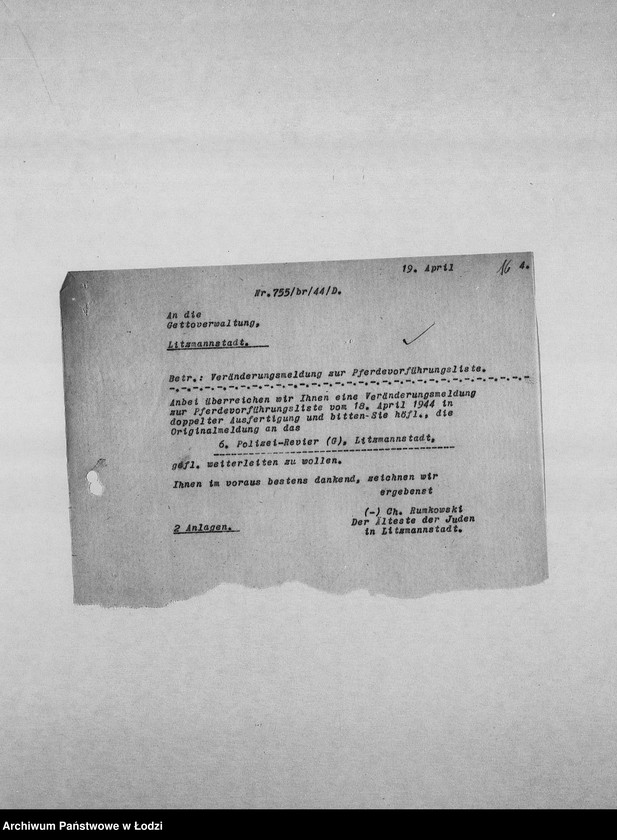 19. April 4.
16
Nr.755/br/44/D.
An die
Gettoverwaltung,
Litzmannstadt.
Betr.: Veränderungsmeldung zur Pferdevorführungsliste.
Anbei überreichen wir Ihnen eine Veränderungsmeldung
zur Pferdevorführungsliste vom 18. April 1944 in
doppelter Ausfertigung und bitten Sie höfl., die
Originalmeldung an das
6. Polizei-Revier (G), Litzmannstadt,
gefl. weiterleiten zu wollen.
Ihnen im voraus bestens dankend, zeichnen wir
ergebenst
(-) Ch. Rumkowski
Der Älteste der Juden
in Litzmannstadt.
2 Anlagen.
Archiwum Państwowe w Łodzi